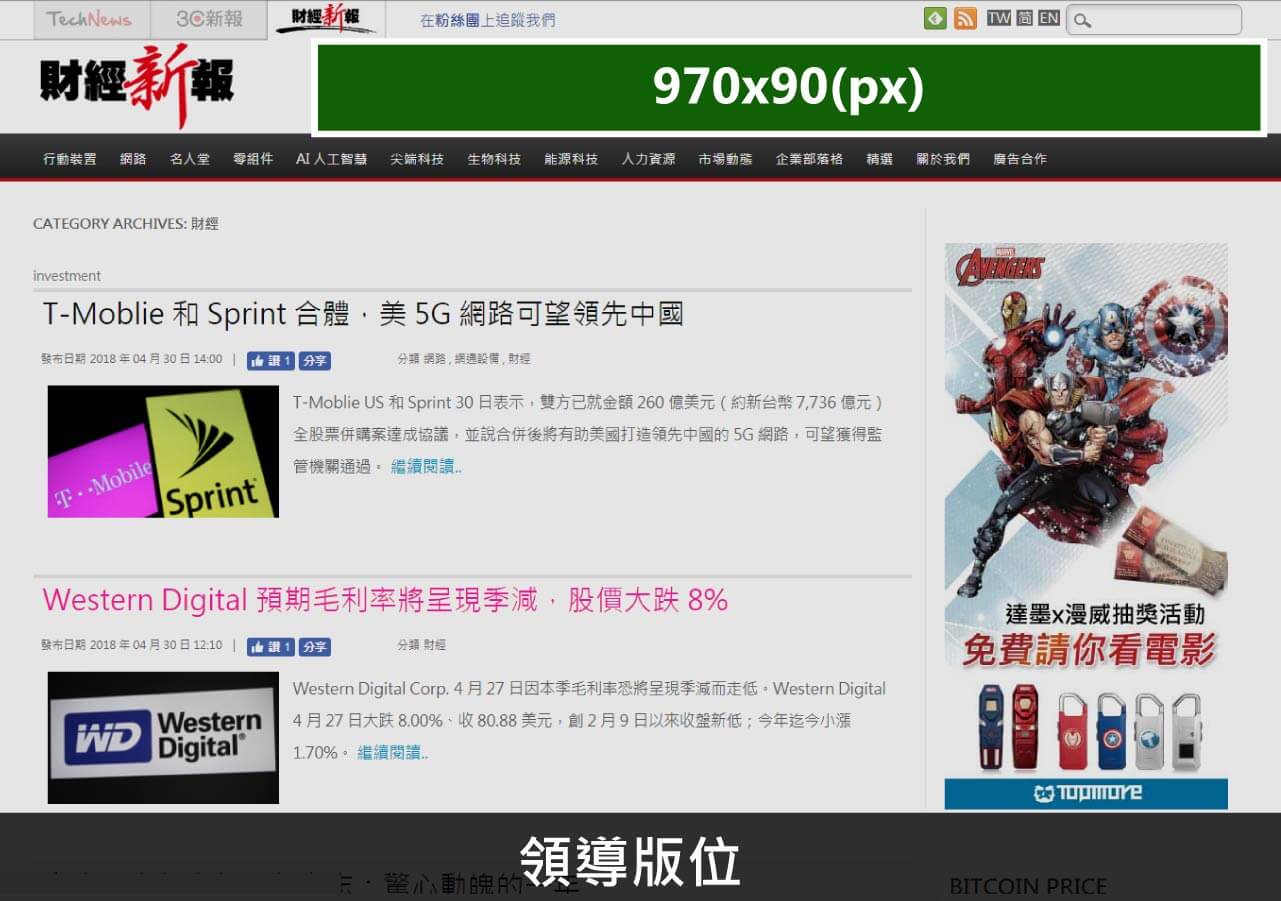 TechNews
3C新報
財經新報
在粉絲團上追蹤我們
TW 简 EN
財經新報
970x90(px)
行動裝置 網路 名人堂 零組件 AI 人工智慧 尖端科技 生物科技 能源科技 人力資源 市場動態 企業部落格 精選 關於我們 廣告合作
CATEGORY ARCHIVES: 財經
investment
T-Moblie 和 Sprint 合體，美 5G 網路可望領先中國
發布日期 2018 年 04 月 30 日 14:00 | 讚 1 分享 分類 網路 , 網通設備 , 財經
T-Mobile
Sprint
T-Moblie US 和 Sprint 30 日表示，雙方已就金額 260 億美元（約新台幣 7,736 億元）
全股票併購案達成協議，並說合併後將有助美國打造領先中國的 5G 網路，可望獲得監
管機關通過。 繼續閱讀..
Western Digital 預期毛利率將呈現季減，股價大跌 8%
發布日期 2018 年 04 月 30 日 12:10 | 讚 1 分享 分類 財經
WD Western
Digital®
Western Digital Corp. 4 月 27 日因本季毛利率恐將呈現季減而走低。Western Digital
4 月 27 日大跌 8.00%、收 80.88 美元，創 2 月 9 日以來收盤新低；今年迄今小漲
1.70%。 繼續閱讀..
MARVEL
AVENGERS
達墨x漫威抽獎活動
免費請你看電影
TOPMORE
領導版位
驚心動魄的一年
BITCOIN PRICE